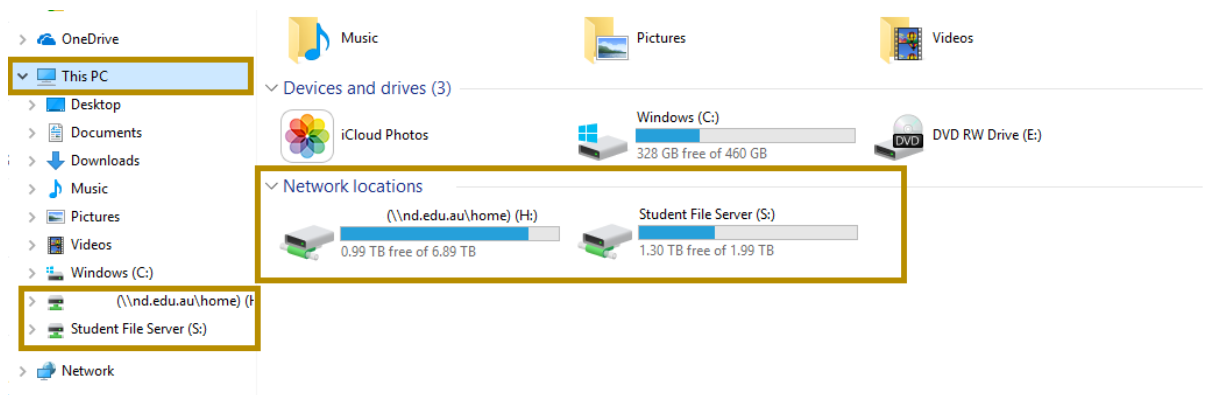 OneDrive
This PC
Desktop
Documents
Downloads
Music
Pictures
Videos
Windows (C:)
(\\nd.edu.au\home) (H
Student File Server (S:)
Network
Music
Pictures
Videos
Devices and drives (3)
iCloud Photos
Windows (C:)
328 GB free of 460 GB
DVD
DVD RW Drive (E:)
Network locations
(\\nd.edu.au\home) (H:)
0.99 TB free of 6.89 TB
Student File Server (S:)
1.30 TB free of 1.99 TB